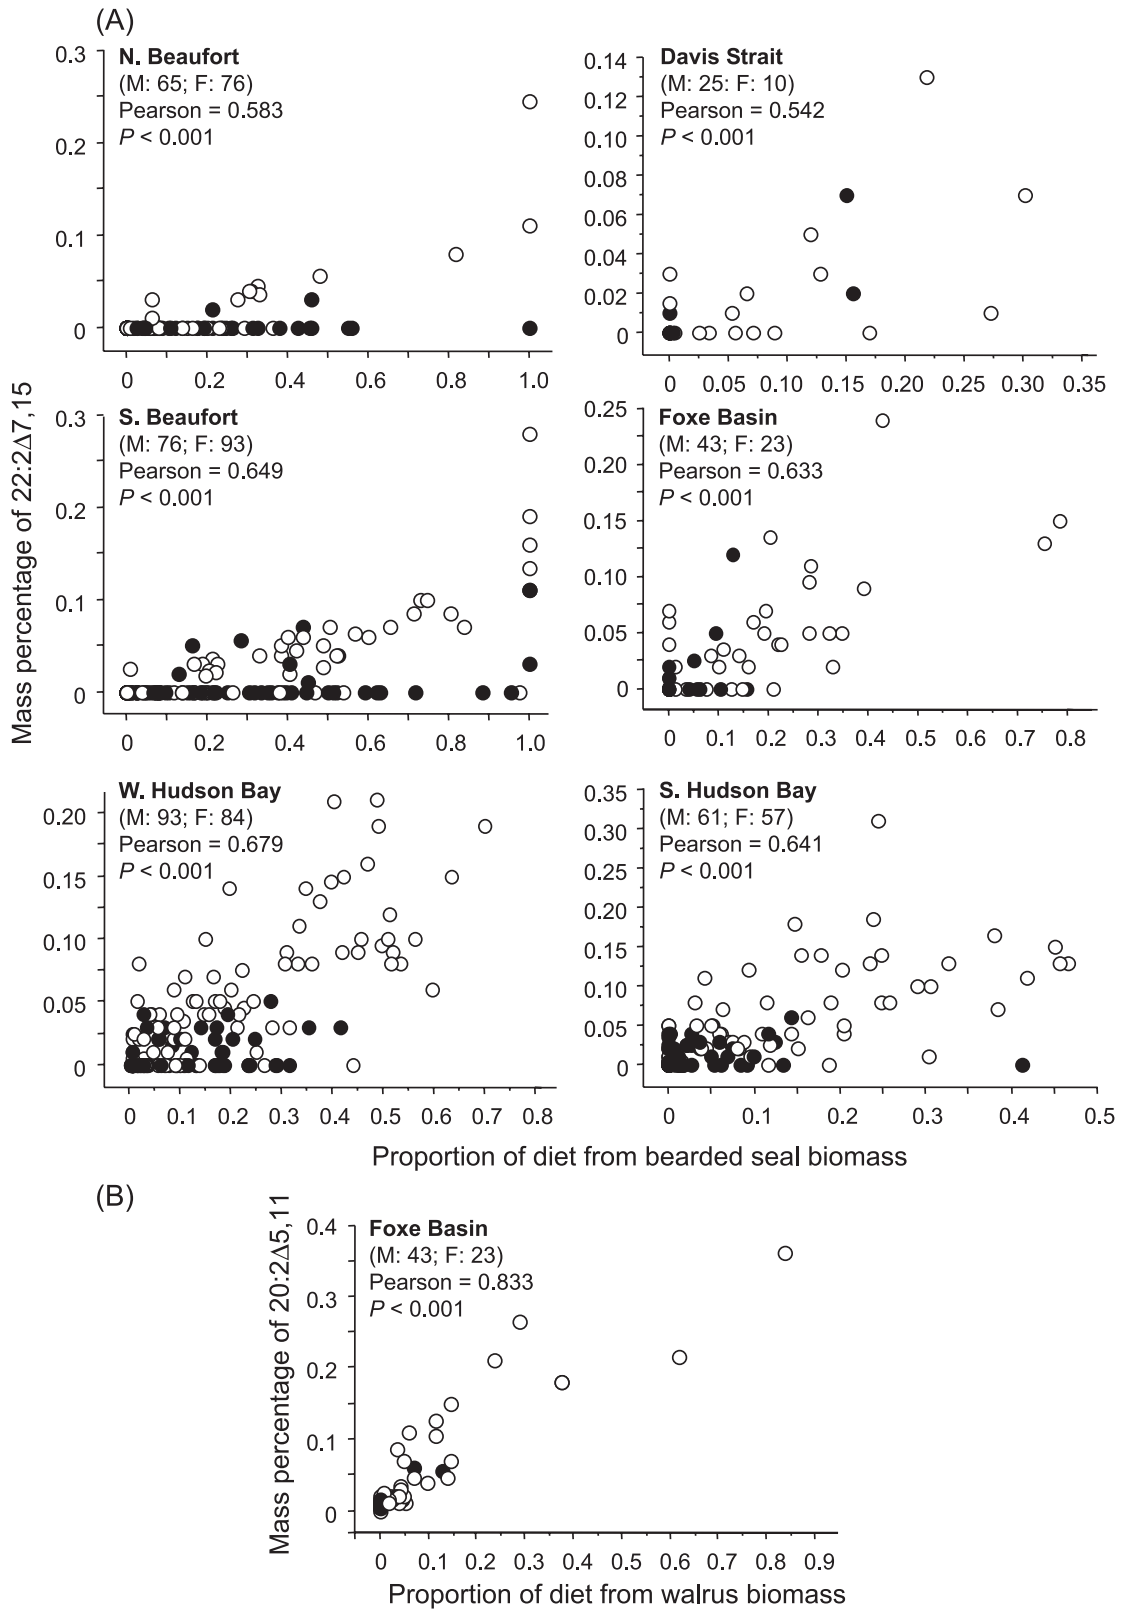 (A)
N. Beaufort
(M: 65; F: 76)
Pearson = 0.583
P < 0.001
0.3
0.2
0.1
0
0 0.2 0.4 0.6 0.8 1.0
Davis Strait
(M: 25: F: 10)
Pearson = 0.542
P < 0.001
0.14
0.12
0.10
0.08
0.06
0.04
0.02
0
0 0.05 0.10 0.15 0.20 0.25 0.30 0.35
S. Beaufort
(M: 76; F: 93)
Pearson = 0.649
P < 0.001
0.3
0.2
0.1
0
0 0.2 0.4 0.6 0.8 1.0
Foxe Basin
(M: 43; F: 23)
Pearson = 0.633
P < 0.001
0.25
0.20
0.15
0.10
0.05
0
0 0.1 0.2 0.3 0.4 0.5 0.6 0.7 0.8
W. Hudson Bay
(M: 93; F: 84)
Pearson = 0.679
P < 0.001
0.20
0.15
0.10
0.05
0
0 0.1 0.2 0.3 0.4 0.5 0.6 0.7 0.8
S. Hudson Bay
(M: 61; F: 57)
Pearson = 0.641
P < 0.001
0.35
0.30
0.25
0.20
0.15
0.10
0.05
0
0 0.1 0.2 0.3 0.4 0.5
Mass percentage of 22:2Δ7,15
Proportion of diet from bearded seal biomass
(B)
Foxe Basin
(M: 43; F: 23)
Pearson = 0.833
P < 0.001
0.4
0.3
0.2
0.1
0
0 0.1 0.2 0.3 0.4 0.5 0.6 0.7 0.8 0.9
Mass percentage of 20:2Δ5,11
Proportion of diet from walrus biomass